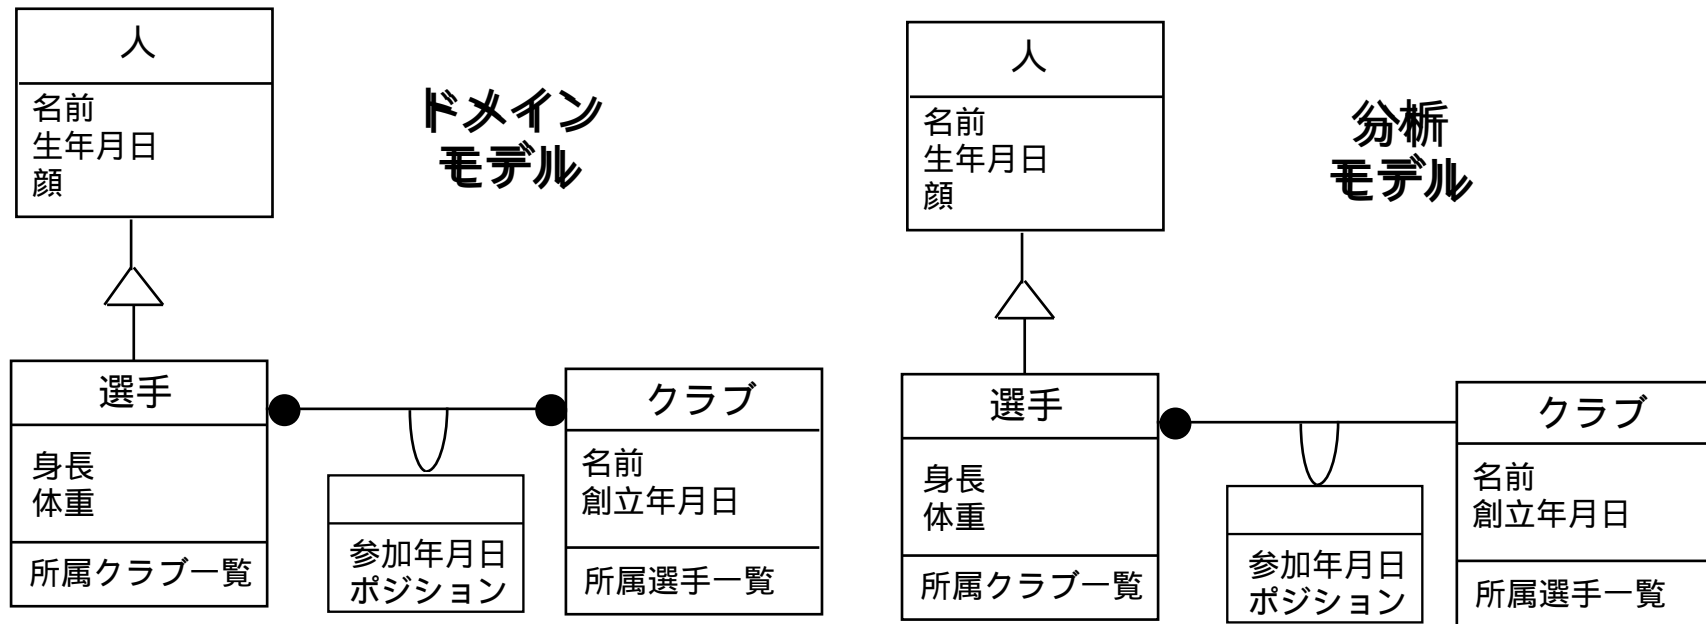 人
名前
生年月日
顔
ドメイン
モデル
選手
身長
体重
所属クラブ一覧
参加年月日
ポジション
クラブ
名前
創立年月日
所属選手一覧
人
名前
生年月日
顔
分析
モデル
選手
身長
体重
所属クラブ一覧
参加年月日
ポジション
クラブ
名前
創立年月日
所属選手一覧